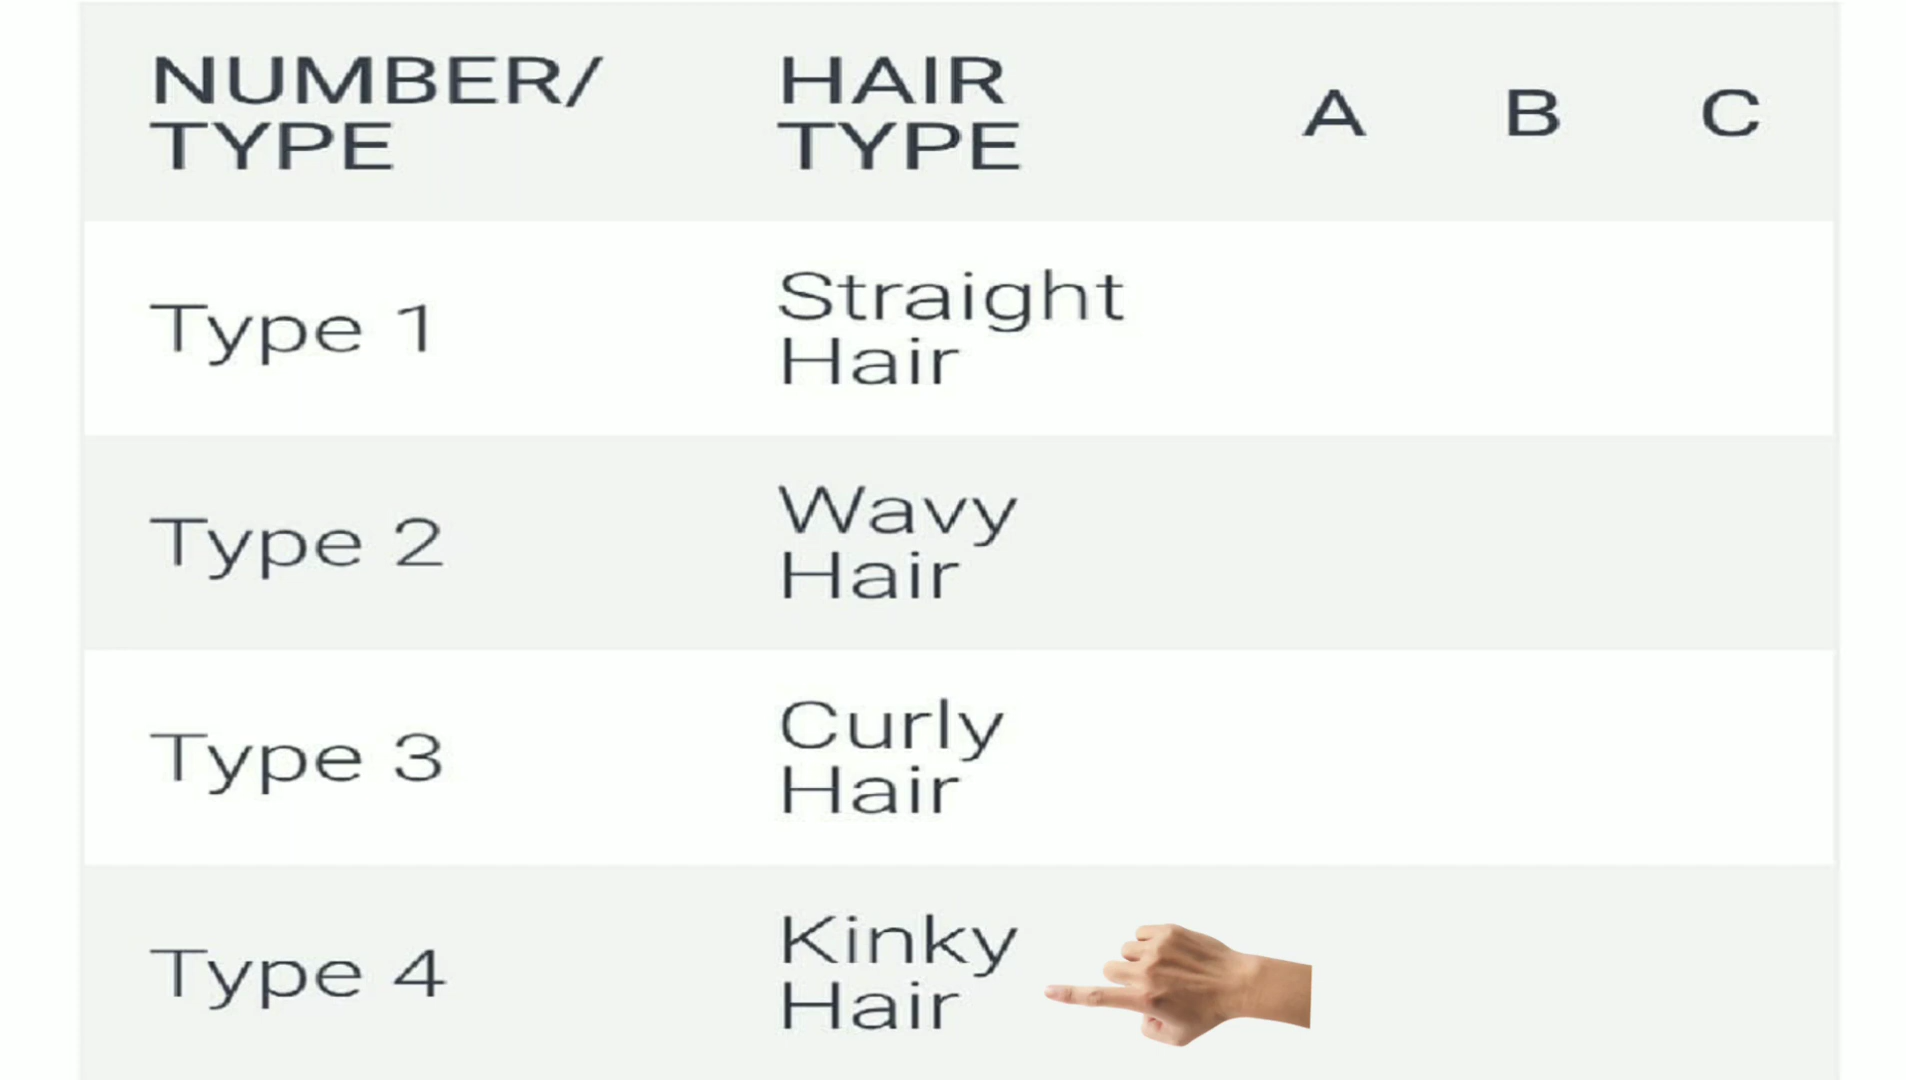 NUMBER/
TYPE
HAIR
TYPE
A B C
Type 1
Straight
Hair
Type 2
Wavy
Hair
Type 3
Curly
Hair
Type 4
Kinky
Hair